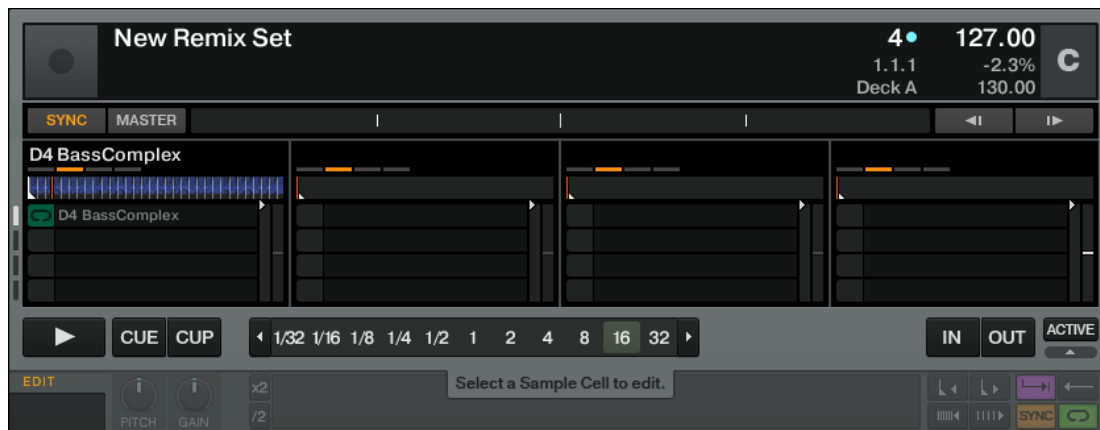 New Remix Set 4 127.00
1.1.1 -2.3% C
Deck A 130.00
SYNC MASTER
D4 BassComplex
D4 BassComplex
CUE CUP 1/32 1/16 1/8 1/4 1/2 1 2 4 8 16 32 IN OUT ACTIVE
EDIT
Select a Sample Cell to edit.
x2
PITCH GAIN /2 SYNC